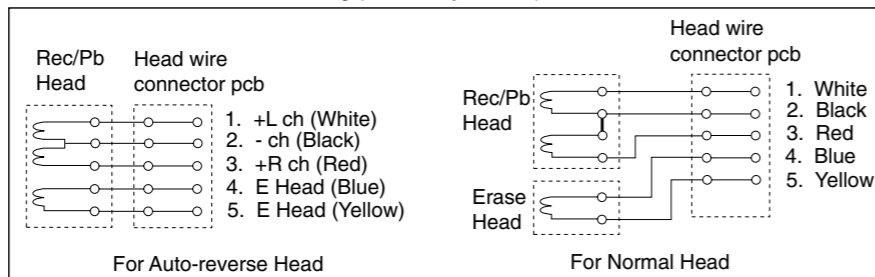 Rec/Pb
Head
Head wire
connector pcb
1. +L ch (White)
2. - ch (Black)
3. +R ch (Red)
4. E Head (Blue)
5. E Head (Yellow)
For Auto-reverse Head
Head wire
connector pcb
Rec/Pb
Head
1. White
2. Black
3. Red
4. Blue
5. Yellow
Erase
Head
For Normal Head